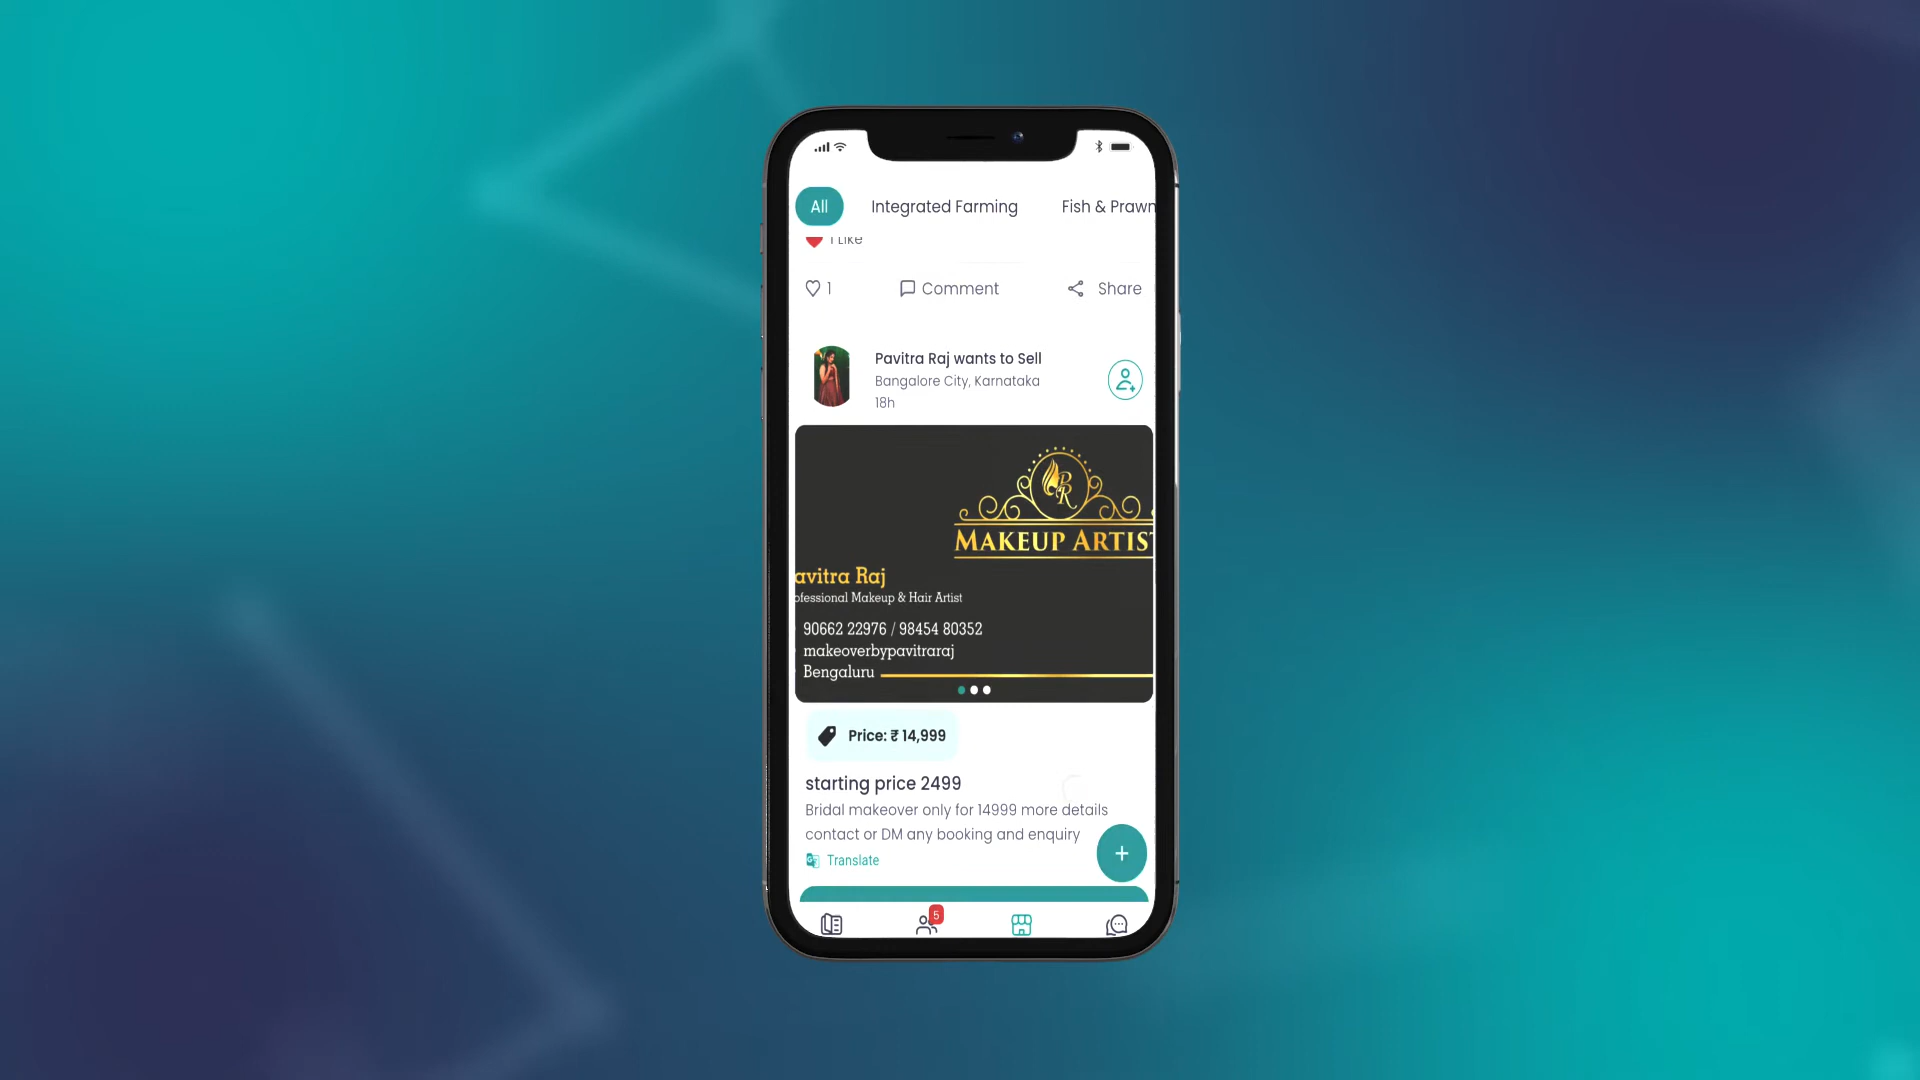 All Integrated Farming Fish & Prawn
1 Like
1 Comment Share
Pavitra Raj wants to Sell
Bangalore City, Karnataka
18h
PR
MAKEUP ARTIST
avitra Raj
ofessional Makeup & Hair Artist
90662 22976 / 98454 80352
makeoverbypavitraraj
Bengaluru
Price: ₹ 14,999
starting price 2499
Bridal makeover only for 14999 more details
contact or DM any booking and enquiry
Translate
5